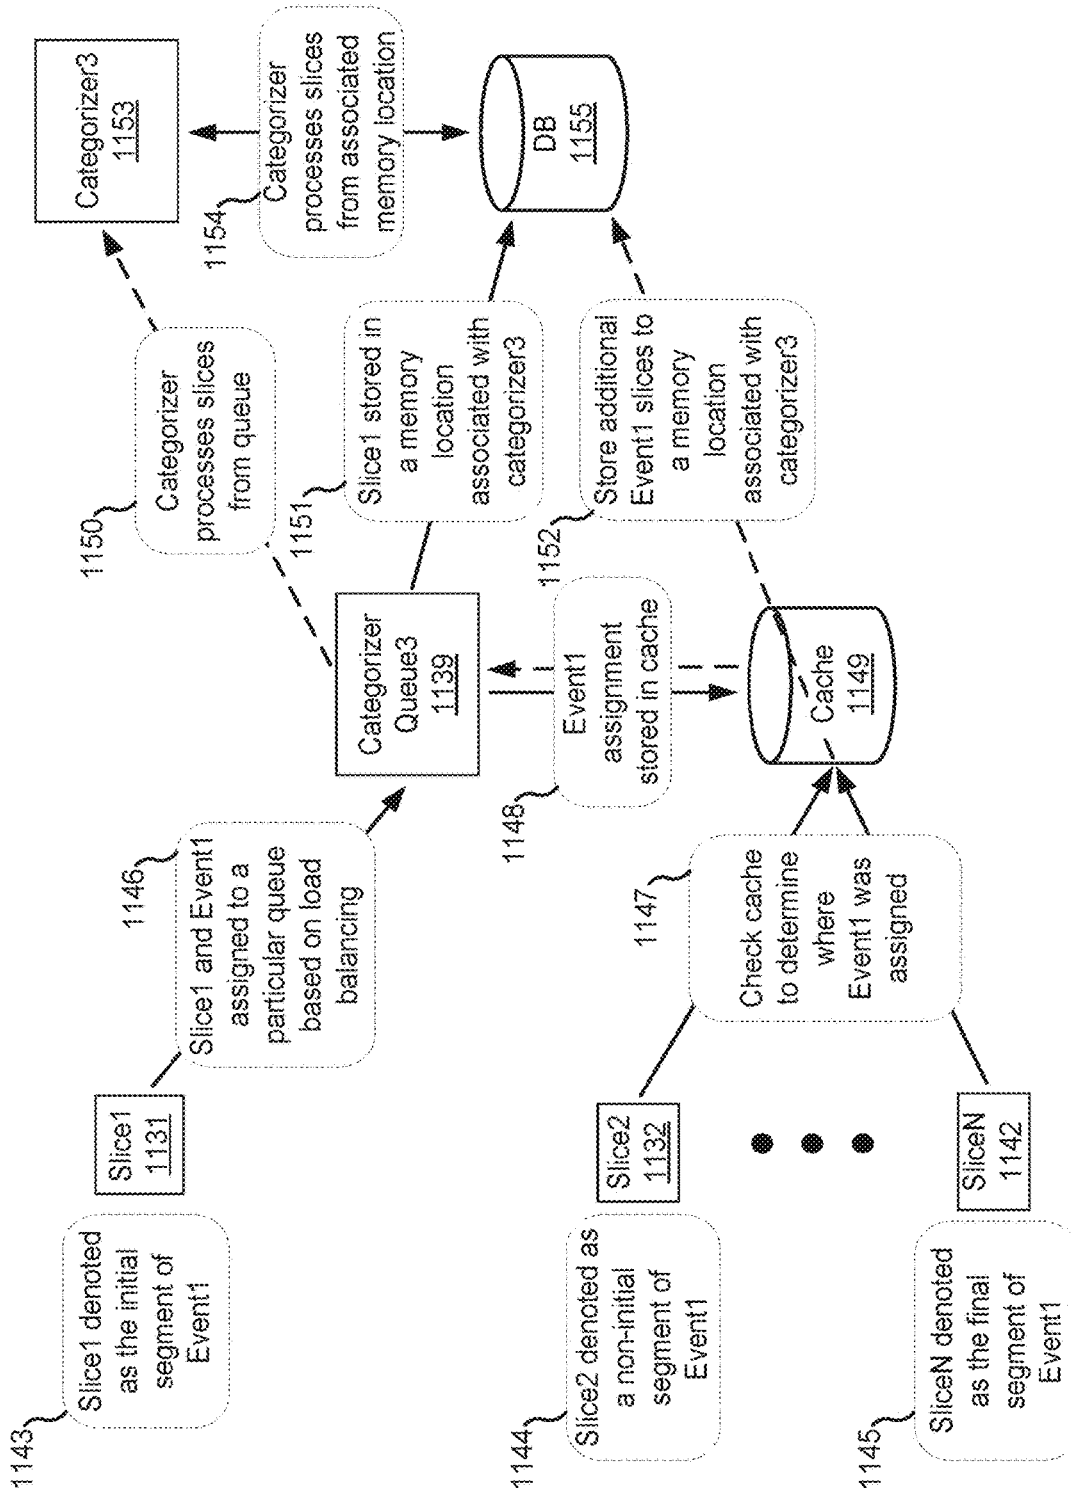 1143
Slice1 denoted
as the initial
segment of
Event1
Slice1
1131
1146
Slice1 and Event1
assigned to a
particular queue
based on load
balancing
Categorizer
Queue3
1139
1150
Categorizer
processes slices
from queue
Categorizer3
1153
1151
Slice1 stored in
a memory
location
associated with
categorizer3
1154
Categorizer
processes slices
from associated
memory location
DB
1155
1148
Event1
assignment
stored in cache
1152
Store additional
Event1 slices to
a memory
location
associated with
categorizer3
1144
Slice2 denoted as
a non-initial
segment of
Event1
Slice2
1132
1147
Check cache
to determine
where
Event1 was
assigned
Cache
1149
1145
SliceN denoted
as the final
segment of
Event1
SliceN
1142